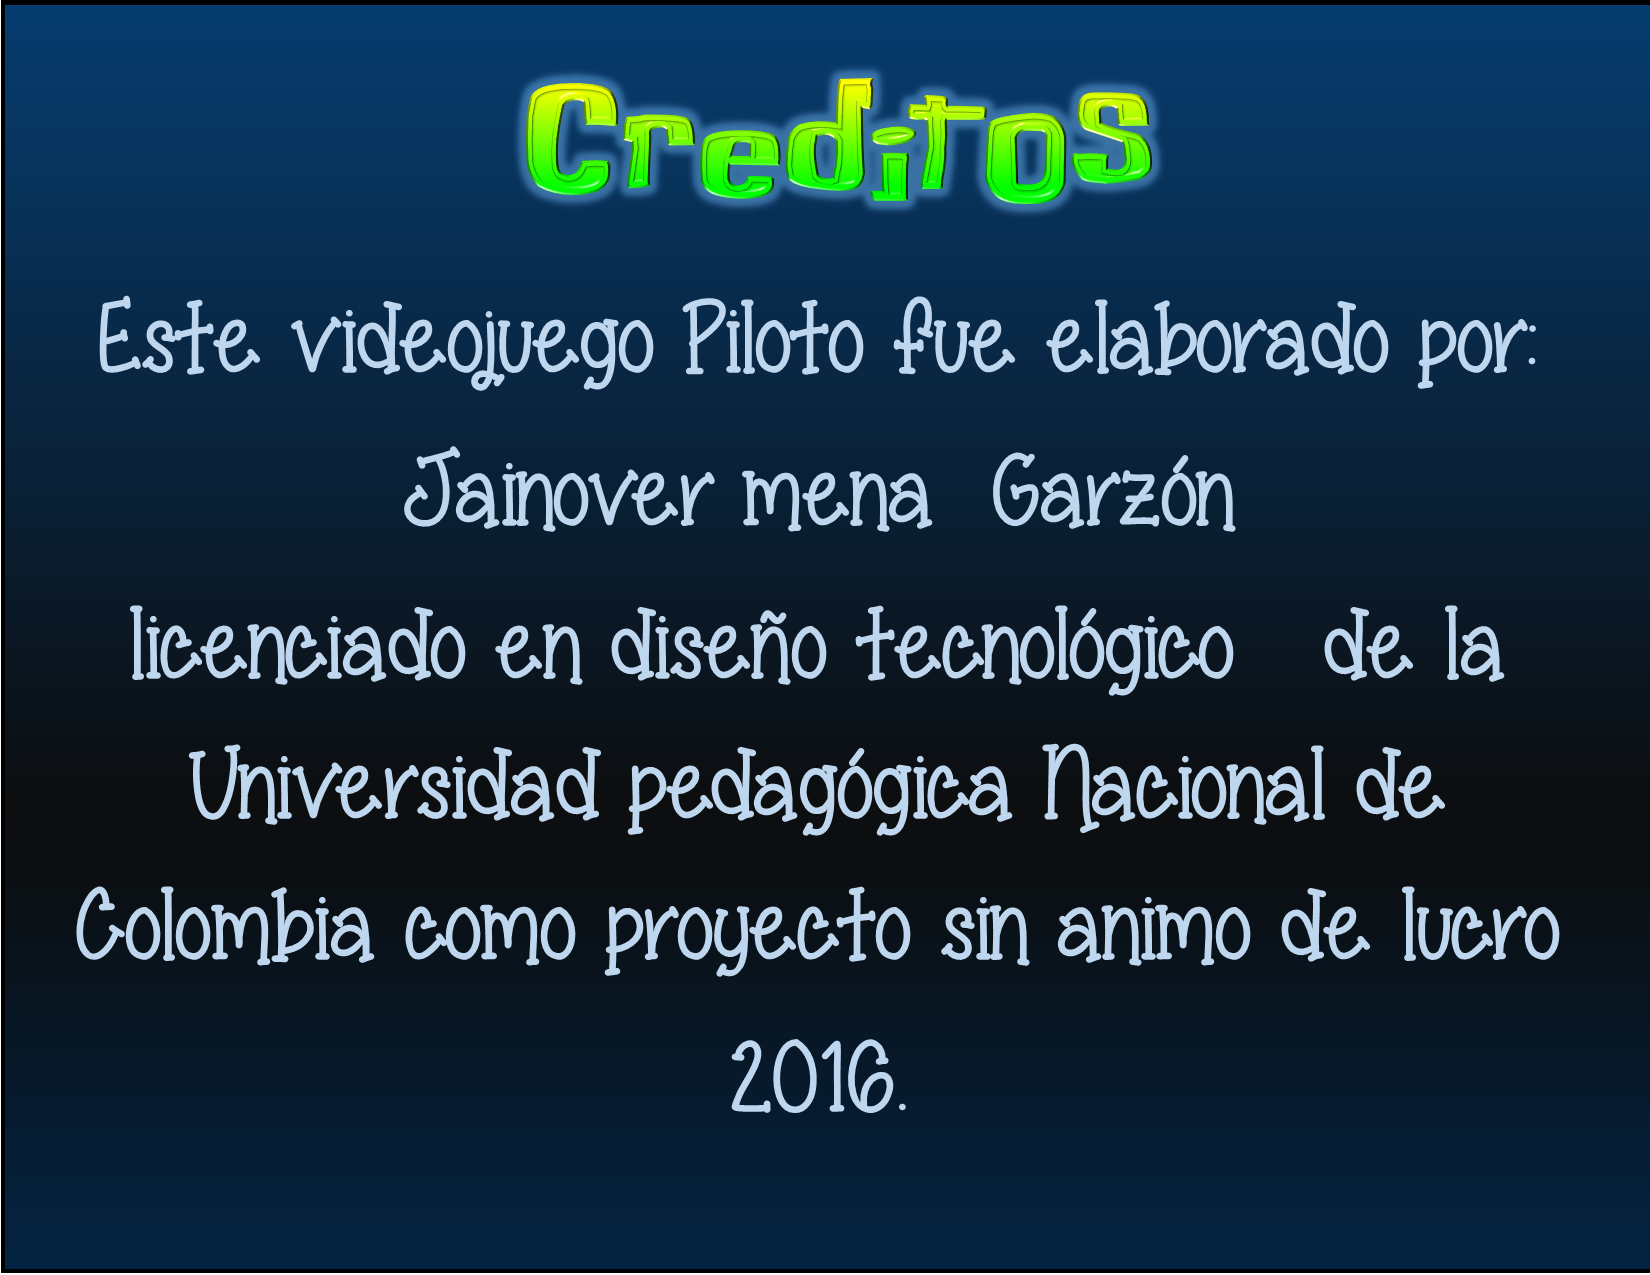 Creditos
Este videojuego Piloto fue elaborado por:
Jainover mena Garzón
licenciado en diseño tecnológico de la
Universidad pedagógica Nacional de
Colombia como proyecto sin animo de lucro
2016.